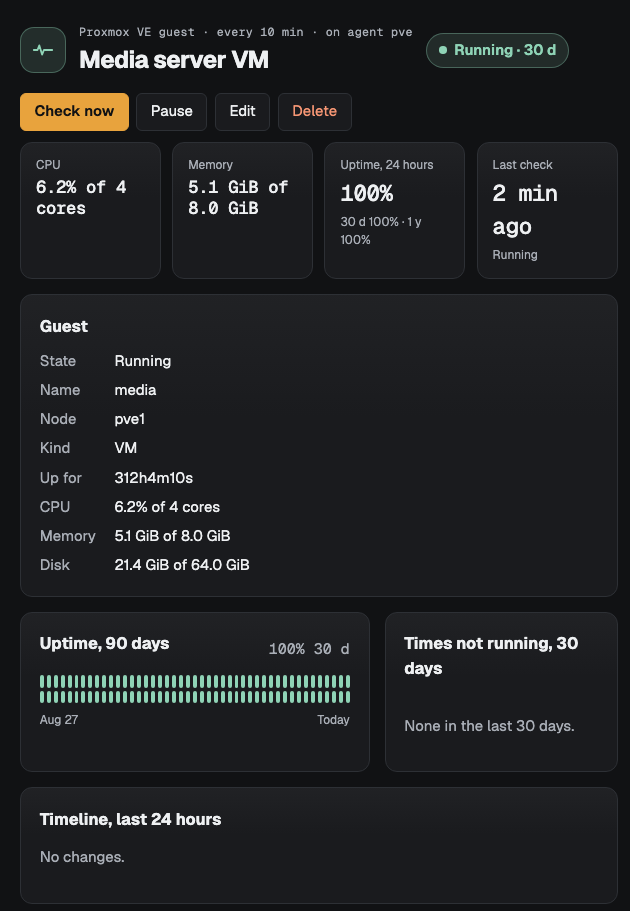 Proxmox VE guest · every 10 min · on agent pve
Media server VM
Running · 30 d
Check now
Pause
Edit
Delete
CPU
6.2% of 4
cores
Memory
5.1 GiB of
8.0 GiB
Uptime, 24 hours
100%
30 d 100% · 1 y
100%
Last check
2 min
ago
Running
Guest
State Running
Name media
Node pve1
Kind VM
Up for 312h4m10s
CPU 6.2% of 4 cores
Memory 5.1 GiB of 8.0 GiB
Disk 21.4 GiB of 64.0 GiB
Uptime, 90 days
100% 30 d
Aug 27
Today
Times not running, 30
days
None in the last 30 days.
Timeline, last 24 hours
No changes.